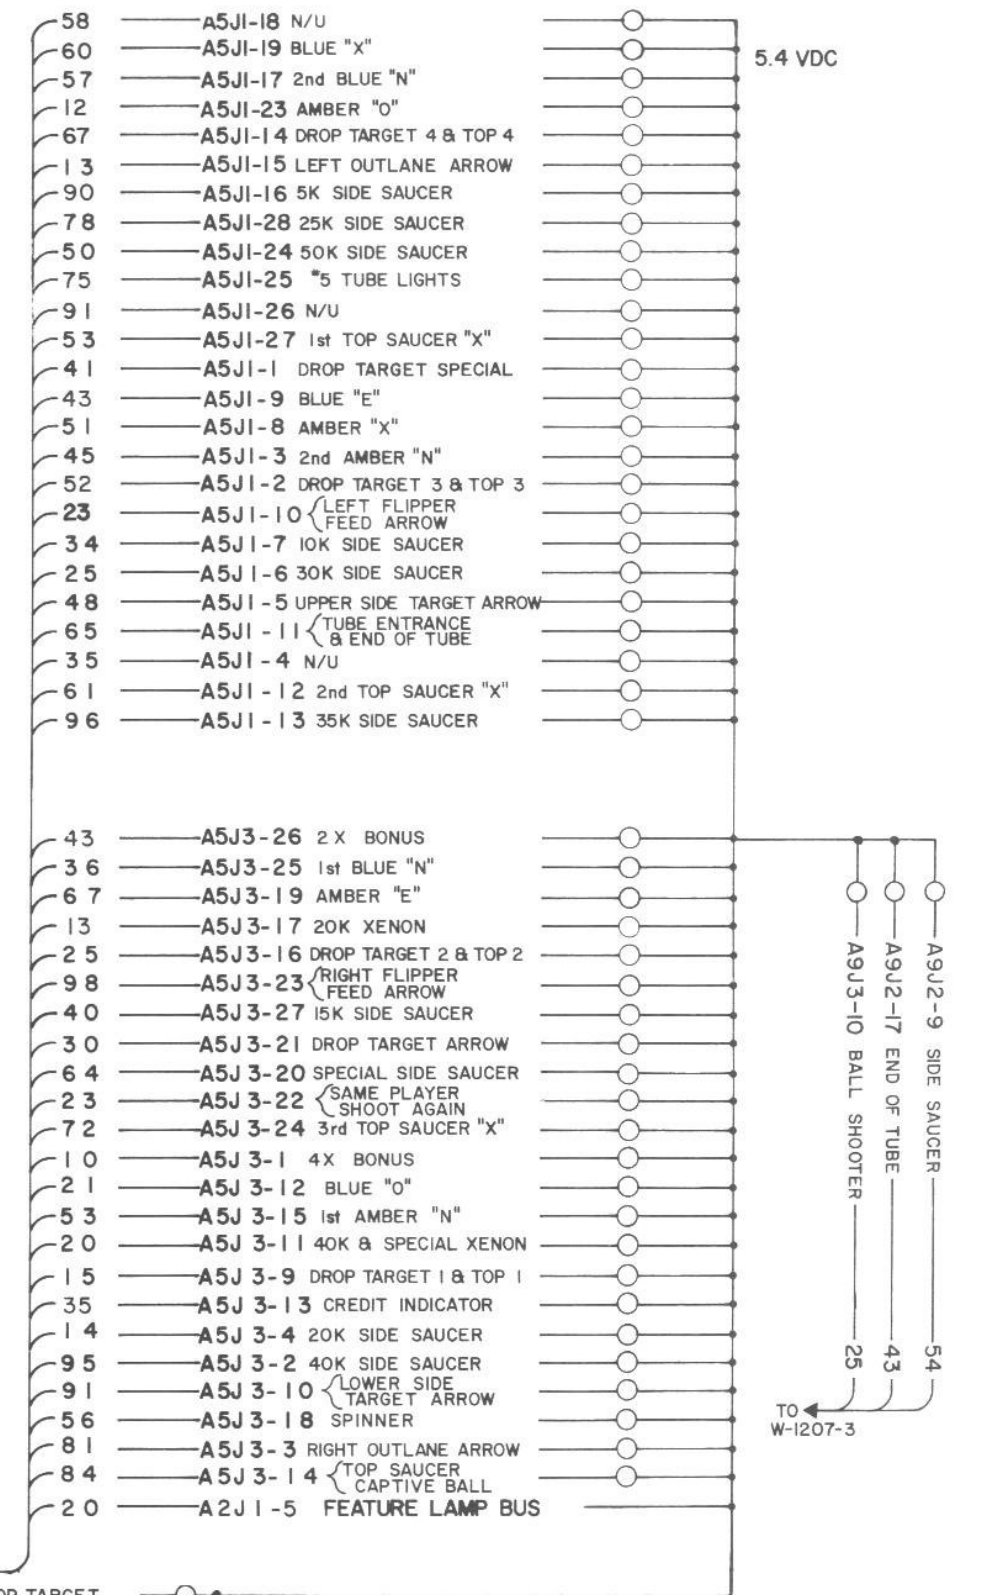 58 A5J1-18 N/U
60 A5J1-19 BLUE "X"
5.4 VDC
57 A5J1-17 2nd BLUE "N"
12 A5J1-23 AMBER "O"
67 A5J1-14 DROP TARGET 4 & TOP 4
13 A5J1-15 LEFT OUTLANE ARROW
90 A5J1-16 5K SIDE SAUCER
78 A5J1-28 25K SIDE SAUCER
50 A5J1-24 50K SIDE SAUCER
75 A5J1-25 #5 TUBE LIGHTS
91 A5J1-26 N/U
53 A5J1-27 1st TOP SAUCER "X"
41 A5J1-1 DROP TARGET SPECIAL
43 A5J1-9 BLUE "E"
51 A5J1-8 AMBER "X"
45 A5J1-3 2nd AMBER "N"
52 A5J1-2 DROP TARGET 3 & TOP 3
23 A5J1-10 LEFT FLIPPER
FEED ARROW
34 A5J1-7 10K SIDE SAUCER
25 A5J1-6 30K SIDE SAUCER
48 A5J1-5 UPPER SIDE TARGET ARROW
65 A5J1-11 TUBE ENTRANCE
& END OF TUBE
35 A5J1-4 N/U
61 A5J1-12 2nd TOP SAUCER "X"
96 A5J1-13 35K SIDE SAUCER
43 A5J3-26 2X BONUS
36 A5J3-25 1st BLUE "N"
67 A5J3-19 AMBER "E"
13 A5J3-17 20K XENON
25 A5J3-16 DROP TARGET 2 & TOP 2
98 A5J3-23 RIGHT FLIPPER
FEED ARROW
40 A5J3-27 15K SIDE SAUCER
30 A5J3-21 DROP TARGET ARROW
64 A5J3-20 SPECIAL SIDE SAUCER
23 A5J3-22 SAME PLAYER
SHOOT AGAIN
72 A5J3-24 3rd TOP SAUCER "X"
10 A5J3-1 4X BONUS
21 A5J3-12 BLUE "O"
53 A5J3-15 1st AMBER "N"
20 A5J3-11 40K & SPECIAL XENON
15 A5J3-9 DROP TARGET 1 & TOP 1
35 A5J3-13 CREDIT INDICATOR
14 A5J3-4 20K SIDE SAUCER
95 A5J3-2 40K SIDE SAUCER
91 A5J3-10 LOWER SIDE
TARGET ARROW
56 A5J3-18 SPINNER
81 A5J3-3 RIGHT OUTLANE ARROW
84 A5J3-14 TOP SAUCER
CAPTIVE BALL
20 A2J1-5 FEATURE LAMP BUS
A9J3-10 BALL SHOOTER 25
A9J2-17 END OF TUBE 43
A9J2-9 SIDE SAUCER 54
TO
W-1207-3
TARGET